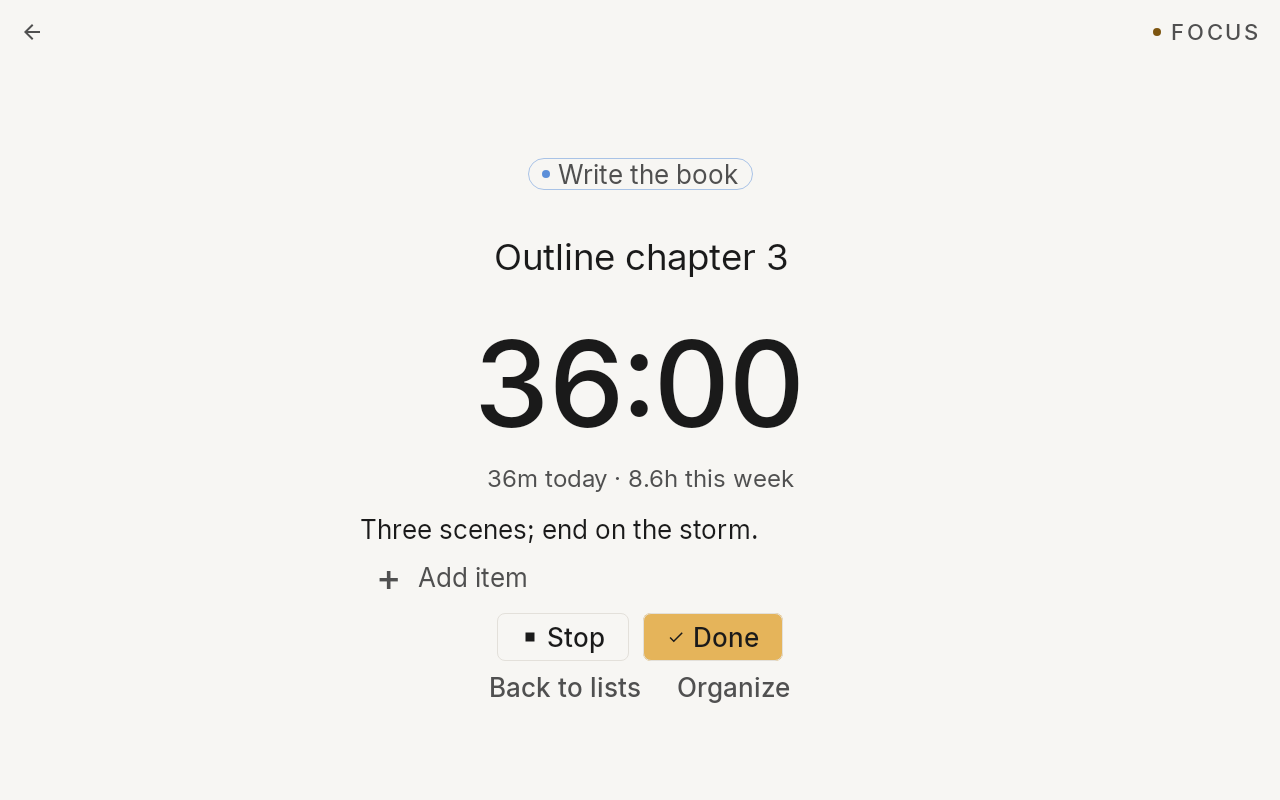 FOCUS
Write the book
Outline chapter 3
36:00
36m today · 8.6h this week
Three scenes; end on the storm.
+ Add item
Stop
Done
Back to lists
Organize